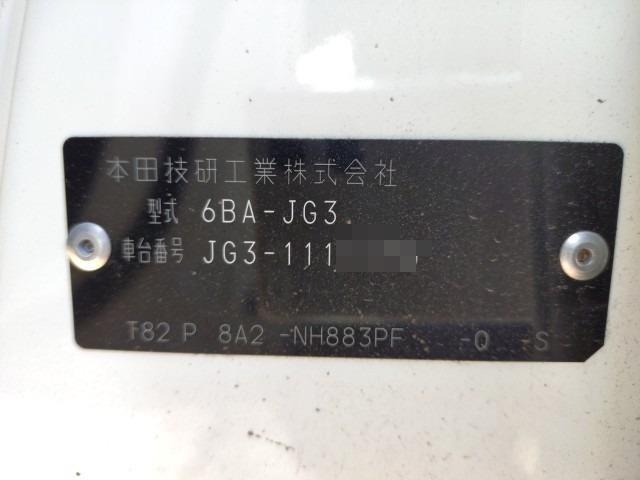 本田技研工業株式会社
型式 6BA-JG3
車台番号 JG3-111
T82 P 8A2 -NH883PF -Q -S